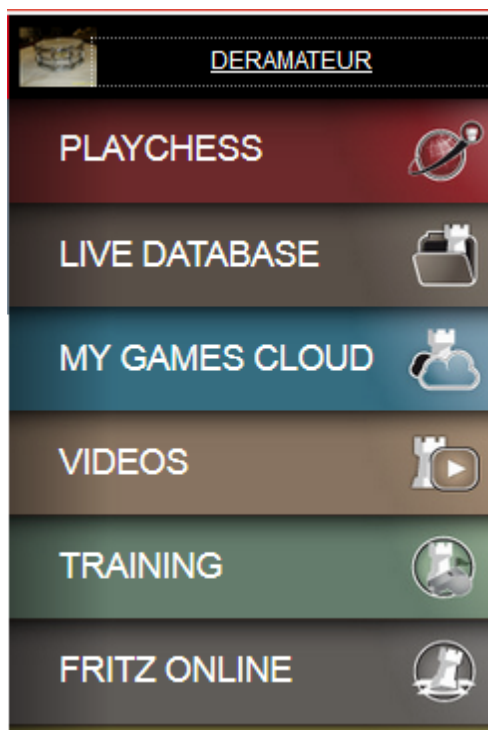 DERAMATEUR
PLAYCHESS
LIVE DATABASE
MY GAMES CLOUD
VIDEOS
TRAINING
FRITZ ONLINE